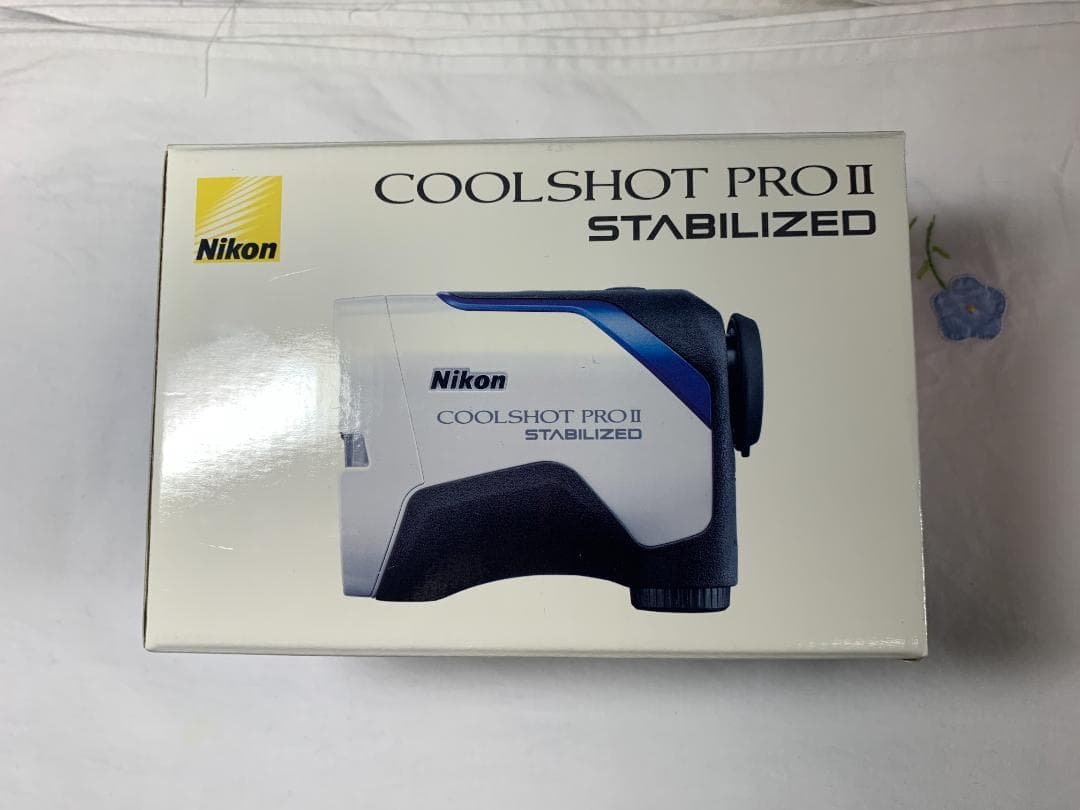 Nikon
COOLSHOT PRO II
STABILIZED
Nikon
COOLSHOT PRO II
STABILIZED